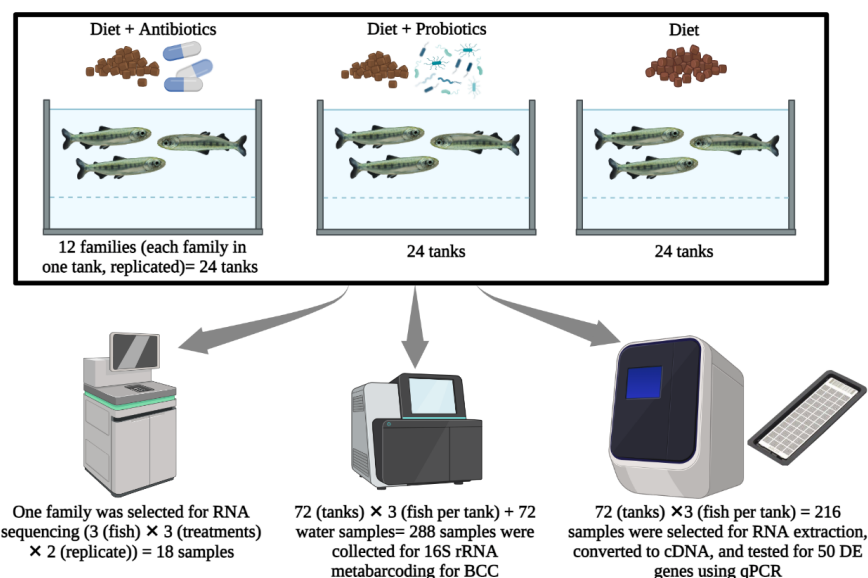 Diet + Antibiotics
Diet + Probiotics
Diet
12 families (each family in
one tank, replicated)= 24 tanks
24 tanks
24 tanks
One family was selected for RNA
sequencing (3 (fish) × 3 (treatments)
× 2 (replicate)) = 18 samples
72 (tanks) × 3 (fish per tank) + 72
water samples= 288 samples were
collected for 16S rRNA
metabarcoding for BCC
72 (tanks) ×3 (fish per tank) = 216
samples were selected for RNA extraction,
converted to cDNA, and tested for 50 DE
genes using qPCR